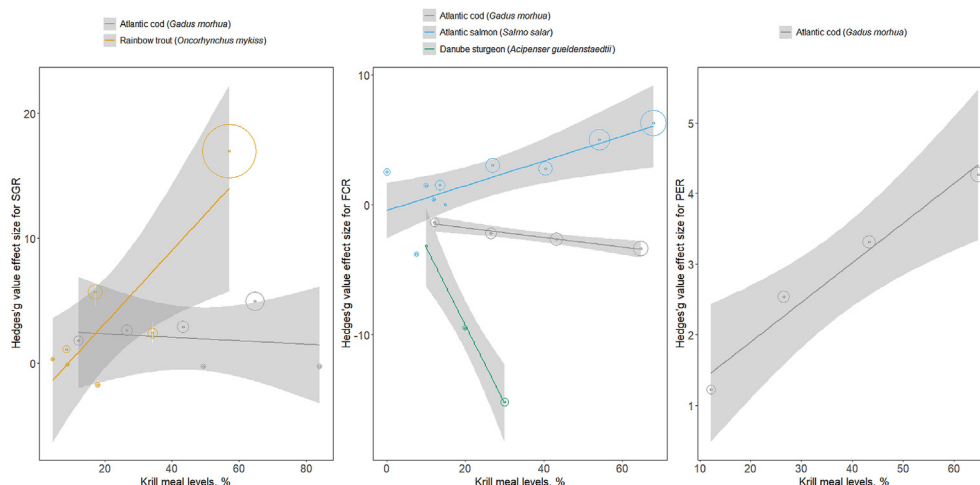 Atlantic cod (Gadus morhua)
Rainbow trout (Oncorhynchus mykiss)
Hedges'g value effect size for SGR
20
10
0
20
40
60
80
Krill meal levels, %
Atlantic cod (Gadus morhua)
Atlantic salmon (Salmo salar)
Danube sturgeon (Acipenser gueldenstaedtii)
Hedges'g value effect size for FCR
10
0
-10
0
20
40
60
Krill meal levels, %
Atlantic cod (Gadus morhua)
Hedges'g value effect size for PER
5
4
3
2
1
10
20
30
40
50
60
Krill meal levels, %